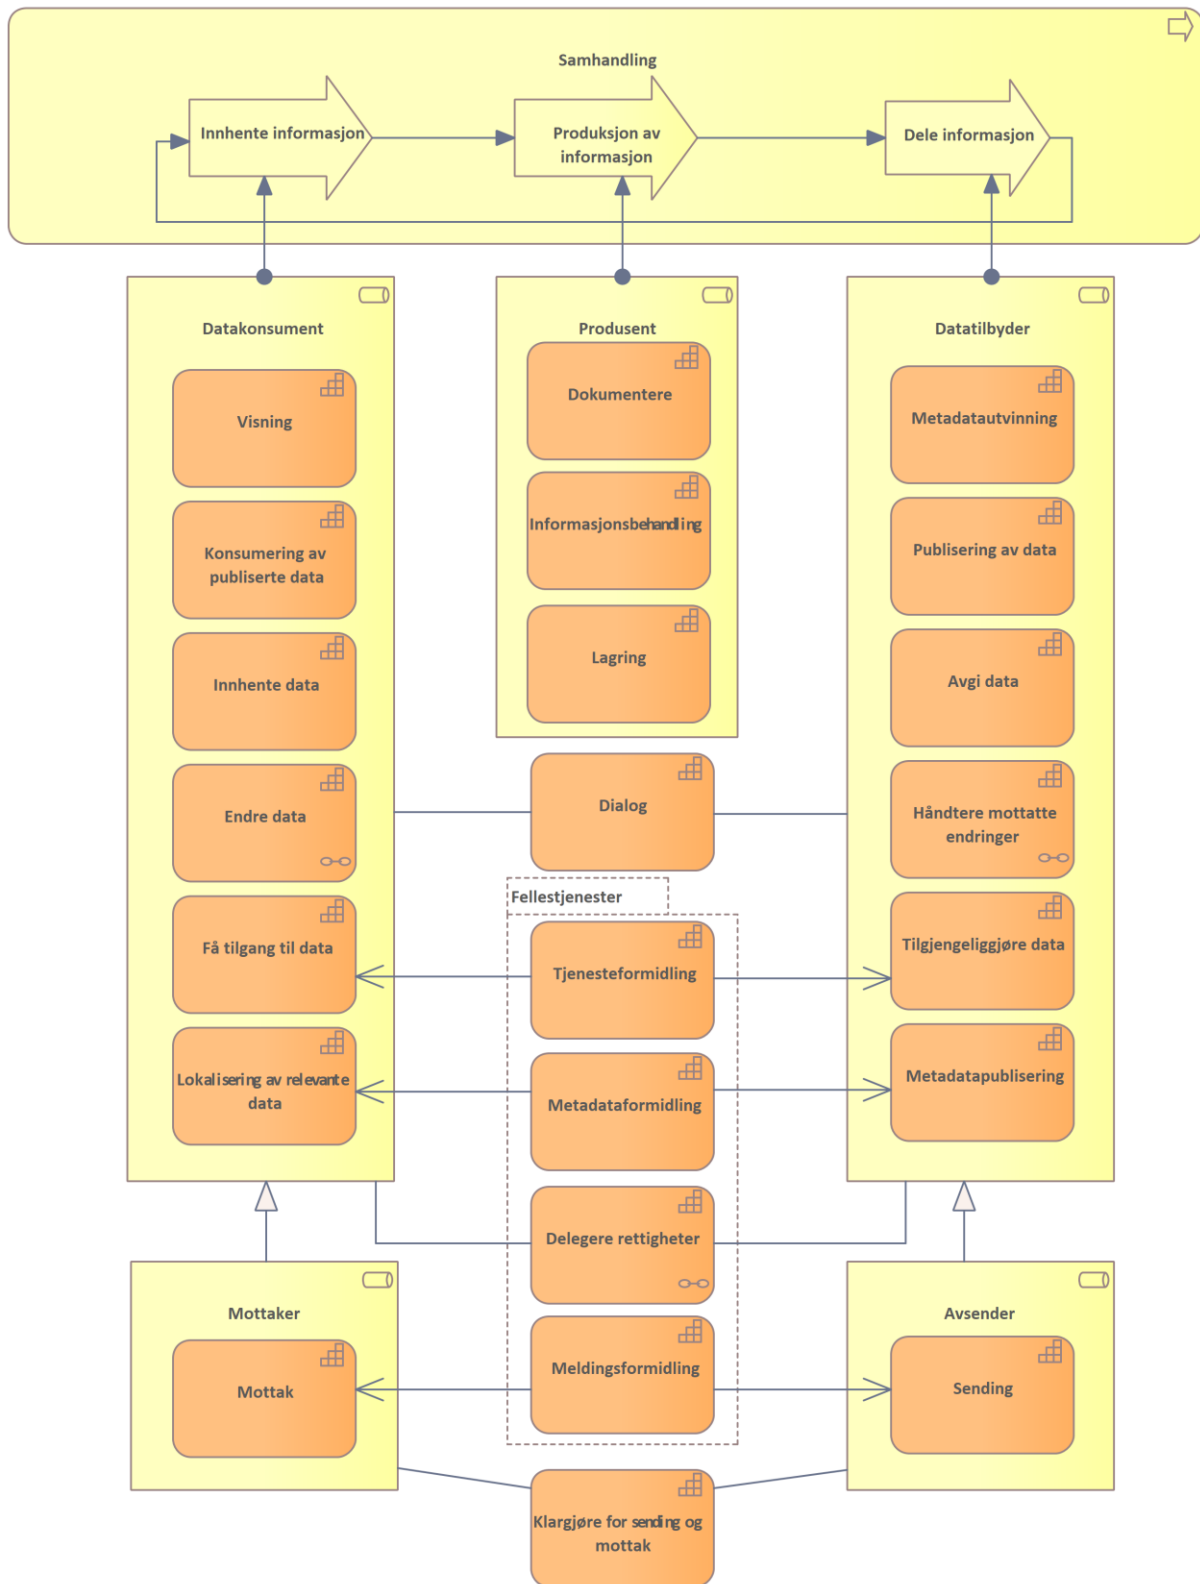 Samhandling
Innhente informasjon
Produksjon av
informasjon
Dele informasjon
Datakonsument
Visning
Konsumering av
publiserte data
Innhente data
Endre data
Få tilgang til data
Lokalisering av relevante
data
Produsent
Dokumentere
Informasjonsbehandling
Lagring
Dialog
Fellestjenester
Tjenesteformidling
Metadataformidling
Delegere rettigheter
Meldingsformidling
Datatilbyder
Metadatautvinning
Publisering av data
Avgi data
Håndtere mottatte
endringer
Tilgjengeliggjøre data
Metadatapublisering
Mottaker
Mottak
Avsender
Sending
Klargjøre for sending og
mottak